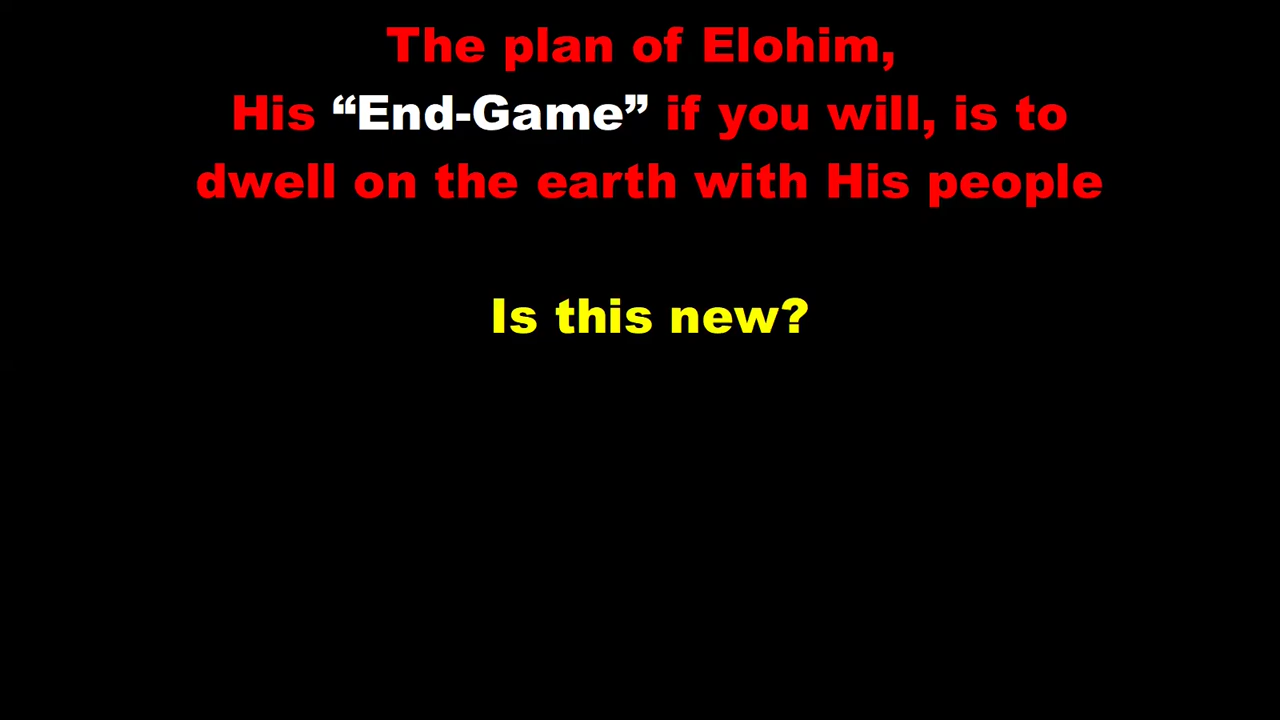 The plan of Elohim,
His “End-Game” if you will, is to
dwell on the earth with His people
Is this new?